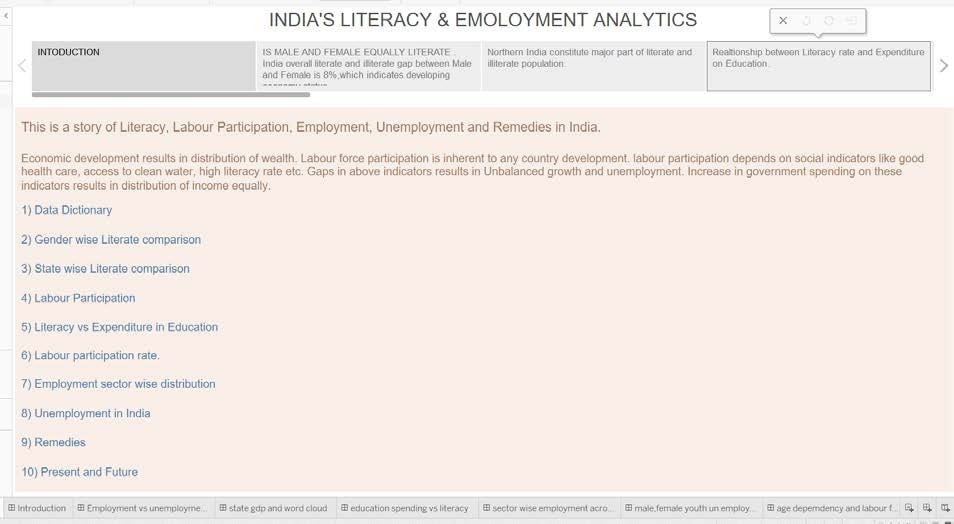 INDIA'S LITERACY & EMOLOYMENT ANALYTICS
INTODUCTION
IS MALE AND FEMALE EQUALLY LITERATE .
India overall literate and illiterate gap between Male
and Female is 8%,which indicates developing
economy status
Northern India constitute major part of literate and
illiterate population.
Realtionship between Literacy rate and Expenditure
on Education.
This is a story of Literacy, Labour Participation, Employment, Unemployment and Remedies in India.
Economic development results in distribution of wealth. Labour force participation is inherent to any country development. labour participation depends on social indicators like good
health care, access to clean water, high literacy rate etc. Gaps in above indicators results in Unbalanced growth and unemployment. Increase in government spending on these
indicators results in distribution of income equally.
1) Data Dictionary
2) Gender wise Literate comparison
3) State wise Literate comparison
4) Labour Participation
5) Literacy vs Expenditure in Education
6) Labour participation rate.
7) Employment sector wise distribution
8) Unemployment in India
9) Remedies
10) Present and Future
Introduction
Employment vs unemployme...
state gdp and word cloud
education spending vs literacy
sector wise employment acro...
male,female youth un employ...
age depemdency and labour f...